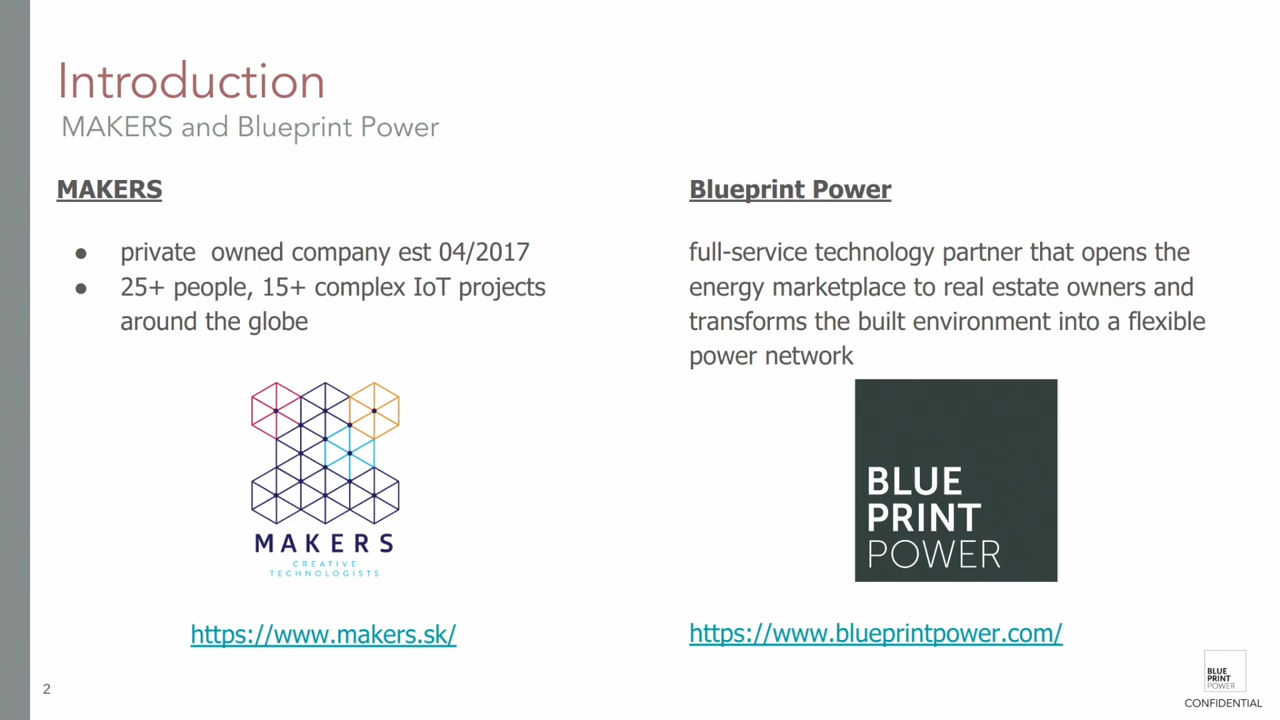 Introduction
MAKERS and Blueprint Power
MAKERS
● private  owned company est 04/2017
● 25+ people, 15+ complex IoT projects
around the globe
MAKERS
CREATIVE
TECHNOLOGISTS
https://www.makers.sk/
Blueprint Power
full-service technology partner that opens the
energy marketplace to real estate owners and
transforms the built environment into a flexible
power network
BLUE
PRINT
POWER
https://www.blueprintpower.com/
2
BLUE
PRINT
POWER
CONFIDENTIAL